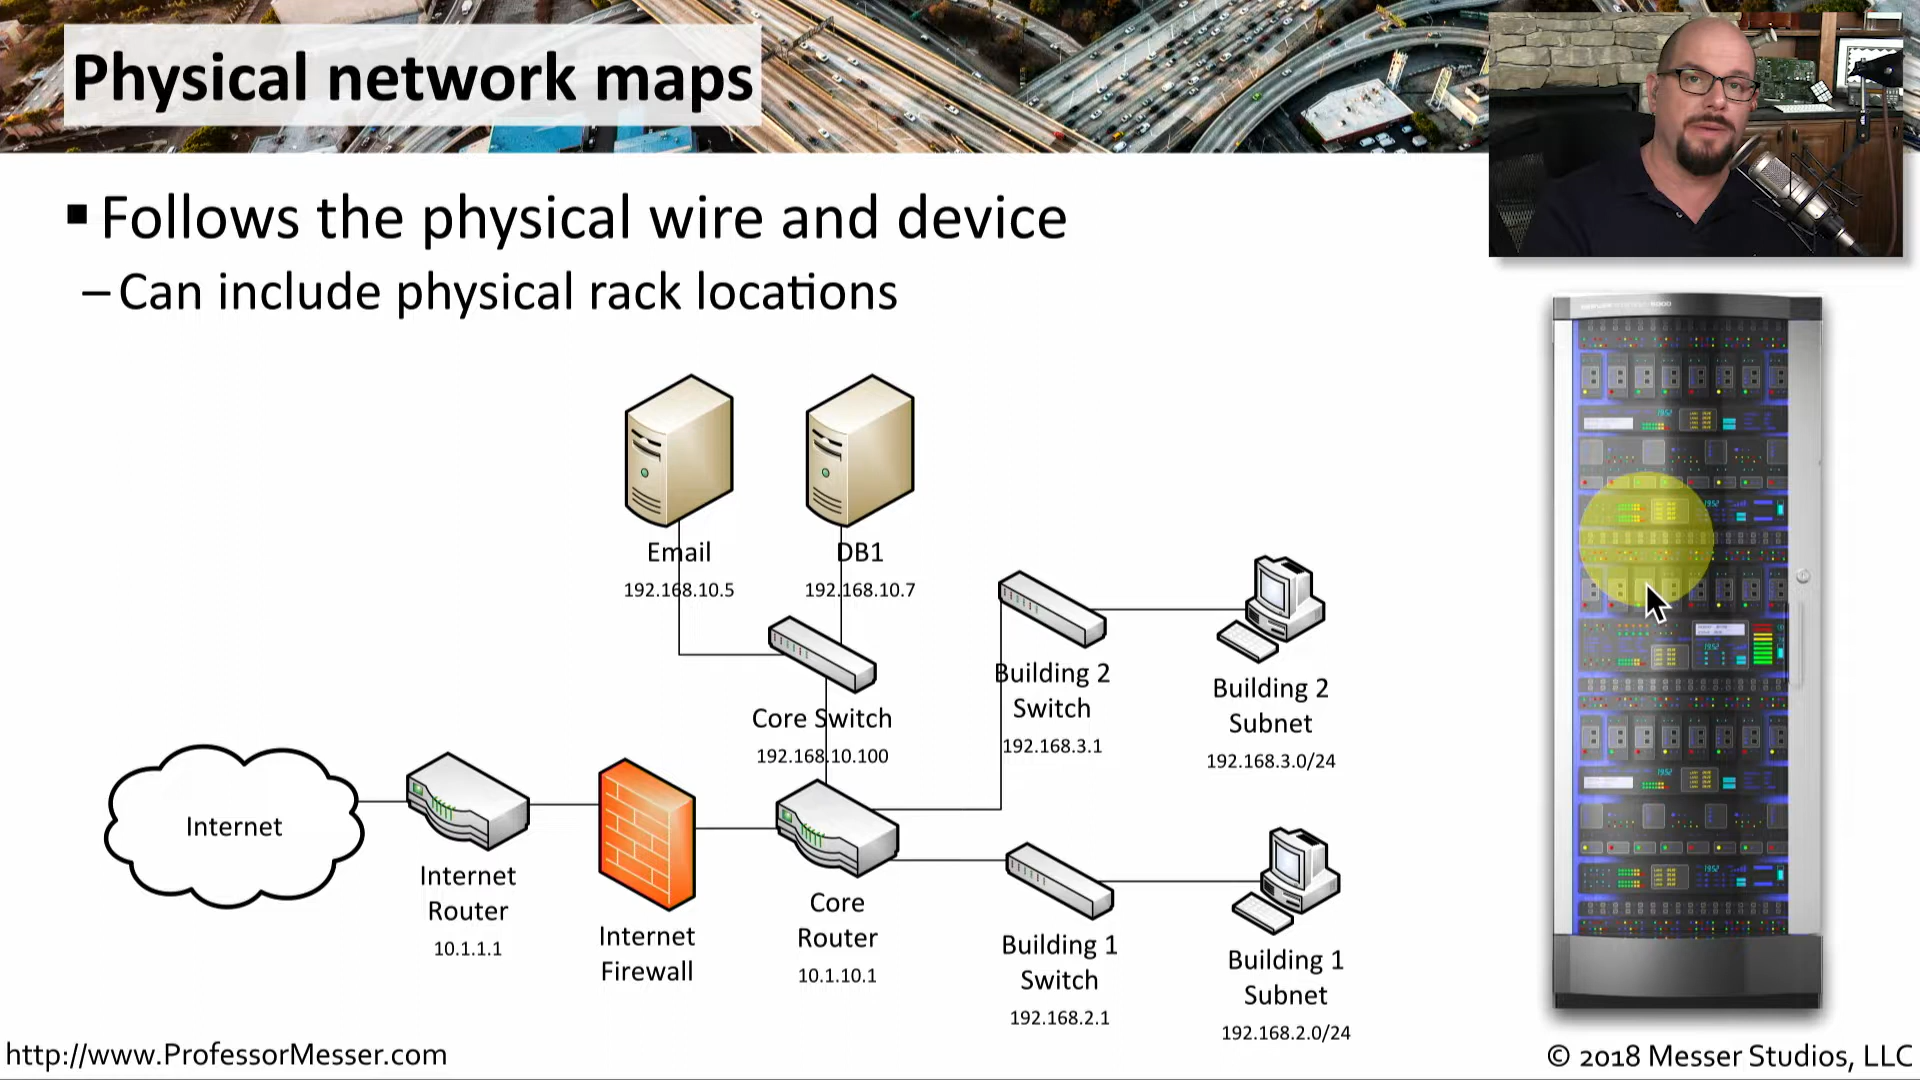 Physical network maps
▪ Follows the physical wire and device
– Can include physical rack locations
Email
192.168.10.5
DB1
192.168.10.7
Core Switch
192.168.10.100
Building 2
Switch
192.168.3.1
Building 2
Subnet
192.168.3.0/24
Internet
Internet
Router
10.1.1.1
Internet
Firewall
Core
Router
10.1.10.1
Building 1
Switch
192.168.2.1
Building 1
Subnet
192.168.2.0/24
http://www.ProfessorMesser.com
© 2018 Messer Studios, LLC